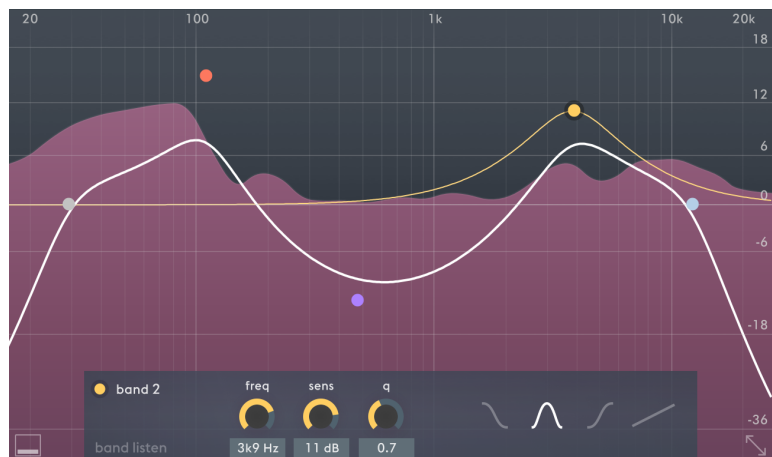 20 100 1k 10k 20k
18
12
6
0
-6
-18
-36
band 2
freq sens q
band listen
3k9 Hz 11 dB 0.7